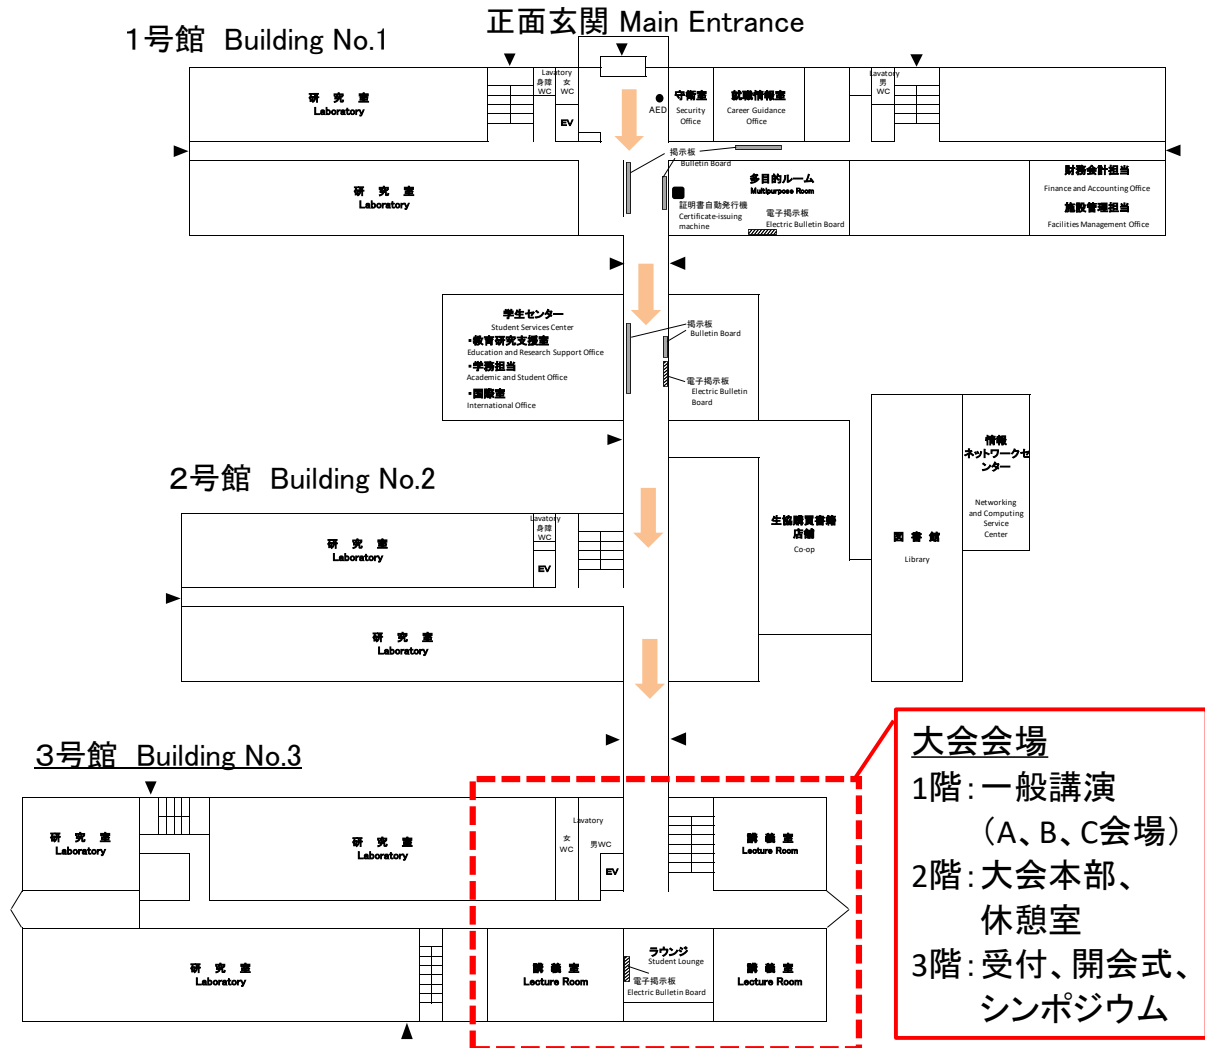 正面玄関 Main Entrance
1号館 Building No.1
研 究 室
Laboratory
Lavatory
身障
WC
女
WC
EV
AED
守衛室
Security
Office
就職情報室
Career Guidance
Office
Lavatory
男
WC
掲示板
Bulletin Board
研 究 室
Laboratory
多目的ルーム
Multipurpose Room
証明書自動発行機
Certificate-issuing
machine
電子掲示板
Electric Bulletin Board
財務会計担当
Finance and Accounting Office
施設管理担当
Facilities Management Office
学生センター
Student Services Center
・教育研究支援室
Education and Research Support Office
・学務担当
Academic and Student Office
・国際室
International Office
掲示板
Bulletin Board
電子掲示板
Electric Bulletin
Board
2号館 Building No.2
研 究 室
Laboratory
Lavatory
身障
WC
EV
研 究 室
Laboratory
生協購買書籍
店舗
Co-op
図 書 館
Library
情報
ネットワークセ
ンター
Networking
and Computing
Service
Center
3号館 Building No.3
研 究 室
Laboratory
研 究 室
Laboratory
Lavatory
女
WC
男WC
EV
講 義 室
Lecture Room
研 究 室
Laboratory
講 義 室
Lecture Room
ラウンジ
Student Lounge
電子掲示板
Electric Bulletin Board
講 義 室
Lecture Room
大会会場
1階：一般講演
（A、B、C会場）
2階：大会本部、
休憩室
3階：受付、開会式、
シンポジウム